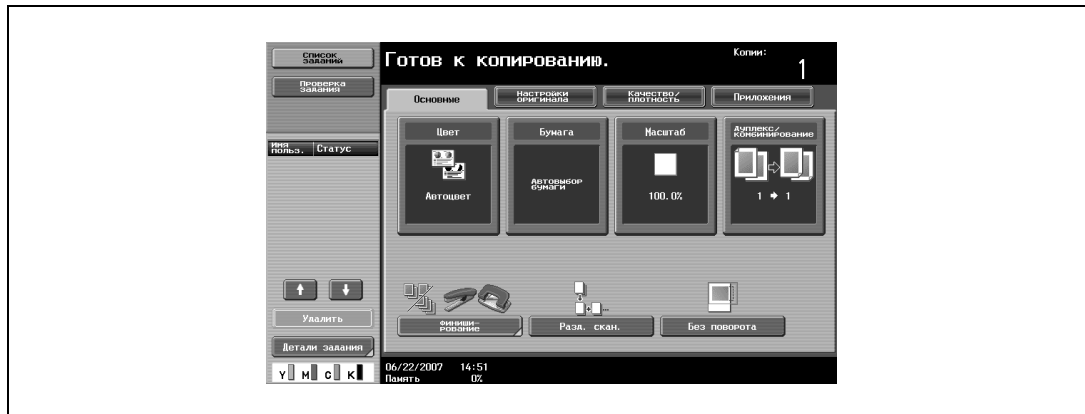 Список
заданий
Готов к копированию.
Копии:
1
Проверка
задания
Основные
Настройки
оригинала
Качество/
плотность
Приложения
Цвет
Бумага
Масштаб
Дуплекс/
комбинирование
Имя
польз.
Статус
Автоцвет
Автовыбор
бумаги
100.0%
1 → 1
Удалить
Финиши-
рование
Разд. скан.
Без поворота
Детали задания
06/22/2007 14:51
Память 0%
Y M C K